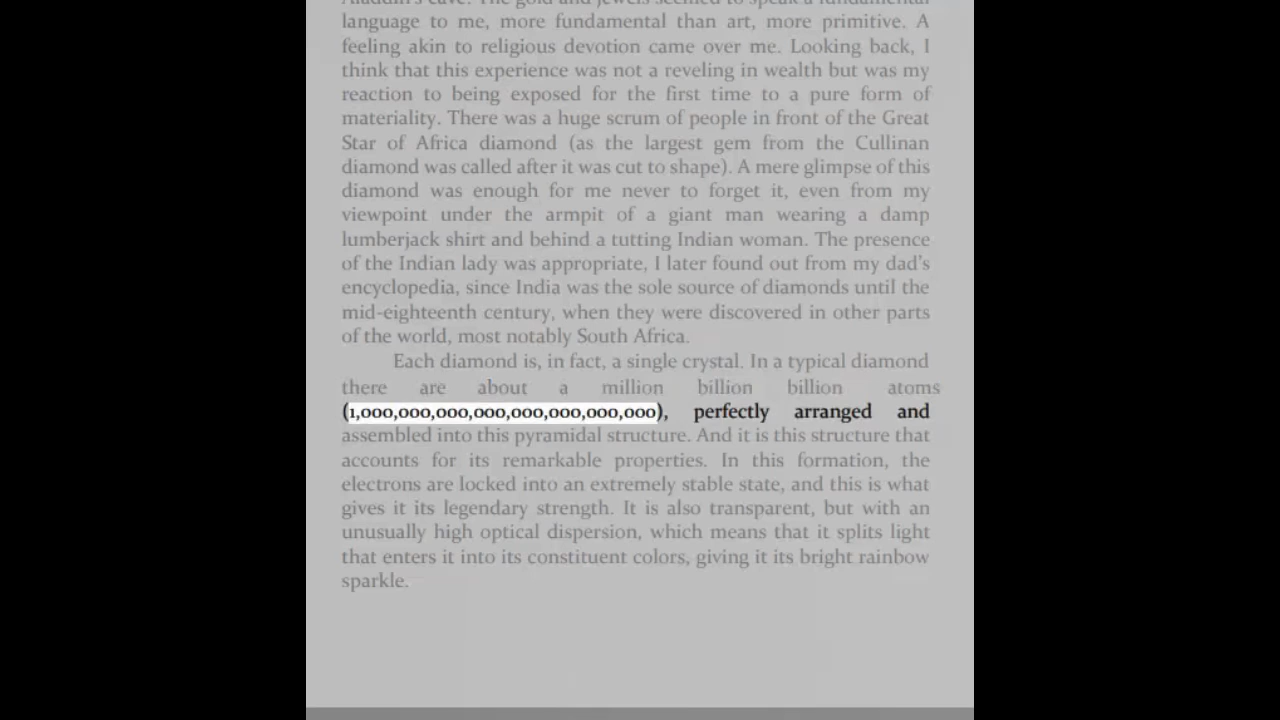 Aladdin's cave. The gold and jewels seemed to speak a fundamental
language to me, more fundamental than art, more primitive. A
feeling akin to religious devotion came over me. Looking back, I
think that this experience was not a reveling in wealth but was my
reaction to being exposed for the first time to a pure form of
materiality. There was a huge scrum of people in front of the Great
Star of Africa diamond (as the largest gem from the Cullinan
diamond was called after it was cut to shape). A mere glimpse of this
diamond was enough for me never to forget it, even from my
viewpoint under the armpit of a giant man wearing a damp
lumberjack shirt and behind a tutting Indian woman. The presence
of the Indian lady was appropriate, I later found out from my dad's
encyclopedia, since India was the sole source of diamonds until the
mid-eighteenth century, when they were discovered in other parts
of the world, most notably South Africa.
Each diamond is, in fact, a single crystal. In a typical diamond
there are about a million billion billion atoms
(1,000,000,000,000,000,000,000,000), perfectly arranged and
assembled into this pyramidal structure. And it is this structure that
accounts for its remarkable properties. In this formation, the
electrons are locked into an extremely stable state, and this is what
gives it its legendary strength. It is also transparent, but with an
unusually high optical dispersion, which means that it splits light
that enters it into its constituent colors, giving it its bright rainbow
sparkle.